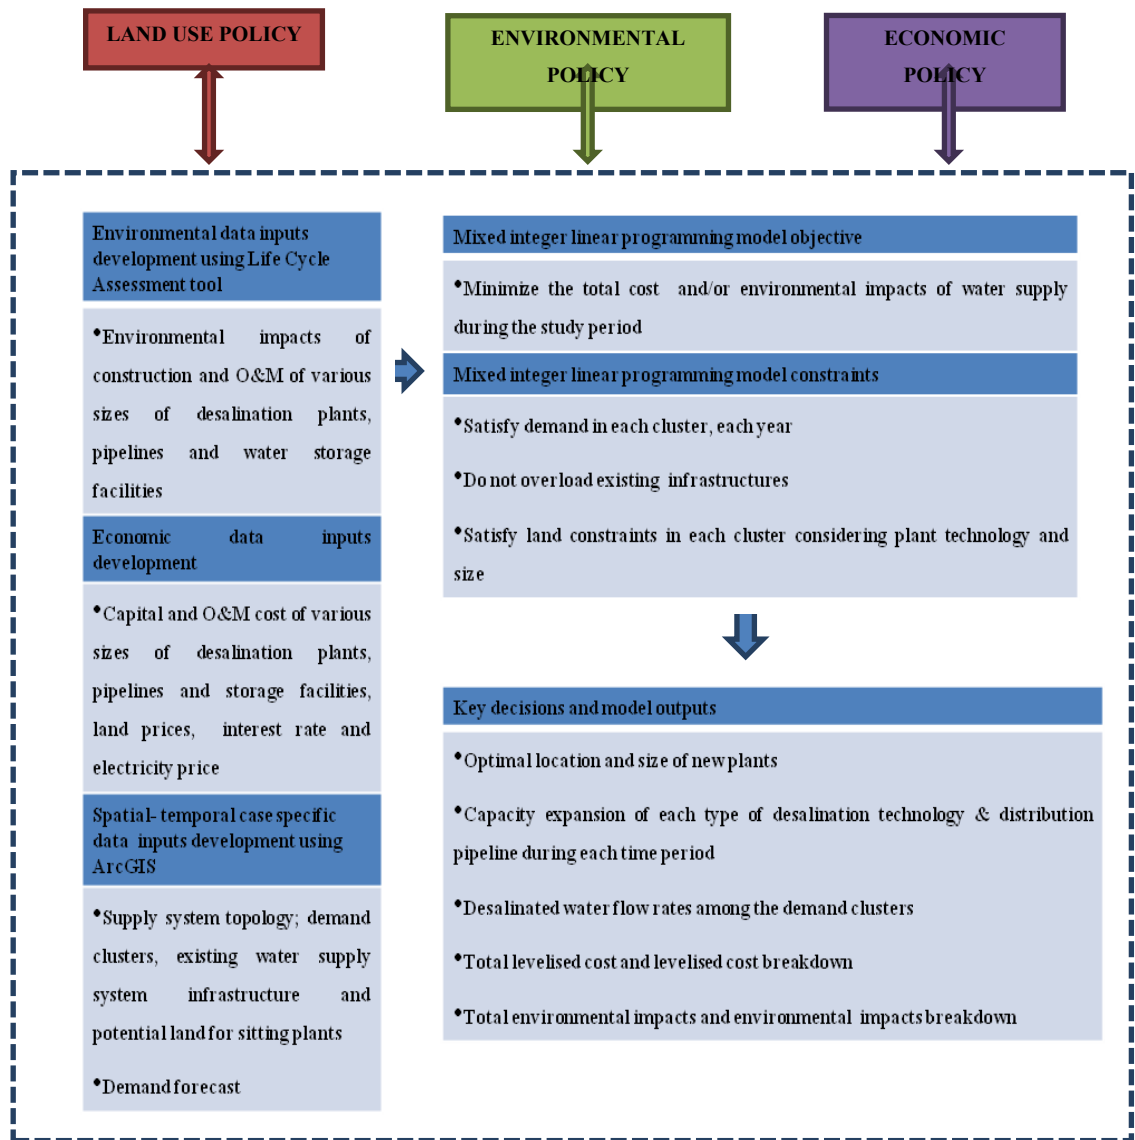 LAND USE POLICY
ENVIRONMENTAL
POLICY
ECONOMIC
POLICY
Environmental data inputs
development using Life Cycle
Assessment tool
•Environmental impacts of
construction and O&M of various
sizes of desalination plants,
pipelines and water storage
facilities
Economic data inputs
development
•Capital and O&M cost of various
sizes of desalination plants,
pipelines and storage facilities,
land prices, interest rate and
electricity price
Spatial- temporal case specific
data inputs development using
ArcGIS
•Supply system topology; demand
clusters, existing water supply
system infrastructure and
potential land for sitting plants
•Demand forecast
Mixed integer linear programming model objective
•Minimize the total cost and/or environmental impacts of water supply
during the study period
Mixed integer linear programming model constraints
•Satisfy demand in each cluster, each year
•Do not overload existing infrastructures
•Satisfy land constraints in each cluster considering plant technology and
size
Key decisions and model outputs
•Optimal location and size of new plants
•Capacity expansion of each type of desalination technology & distribution
pipeline during each time period
•Desalinated water flow rates among the demand clusters
•Total levelised cost and levelised cost breakdown
•Total environmental impacts and environmental impacts breakdown